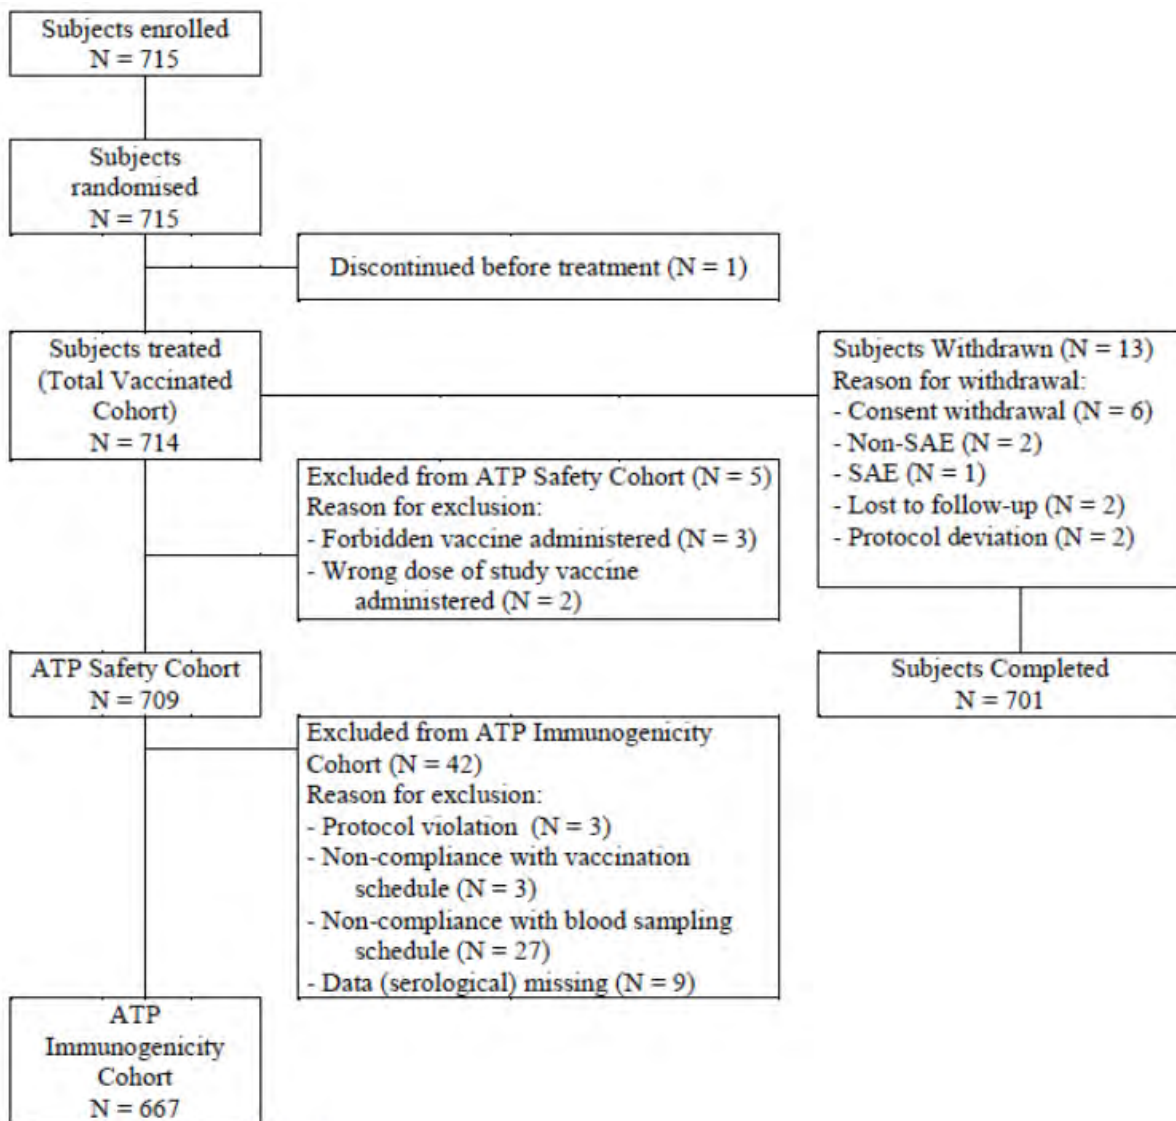 Subjects enrolled
N = 715
Subjects
randomised
N = 715
Discontinued before treatment (N = 1)
Subjects treated
(Total Vaccinated
Cohort)
N = 714
Subjects Withdrawn (N = 13)
Reason for withdrawal:
- Consent withdrawal (N = 6)
- Non-SAE (N = 2)
- SAE (N = 1)
- Lost to follow-up (N = 2)
- Protocol deviation (N = 2)
Excluded from ATP Safety Cohort (N = 5)
Reason for exclusion:
- Forbidden vaccine administered (N = 3)
- Wrong dose of study vaccine
administered (N = 2)
ATP Safety Cohort
N = 709
Subjects Completed
N = 701
Excluded from ATP Immunogenicity
Cohort (N = 42)
Reason for exclusion:
- Protocol violation (N = 3)
- Non-compliance with vaccination
schedule (N = 3)
- Non-compliance with blood sampling
schedule (N = 27)
- Data (serological) missing (N = 9)
ATP
Immunogenicity
Cohort
N = 667